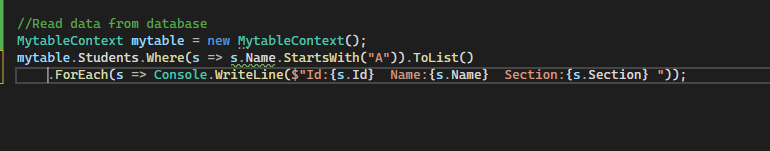 //Read data from database
MytableContext mytable = new MytableContext();
mytable.Students.Where(s => s.Name.StartsWith("A")).ToList()
.ForEach(s => Console.WriteLine($"Id:{s.Id}  Name:{s.Name}  Section:{s.Section} "));